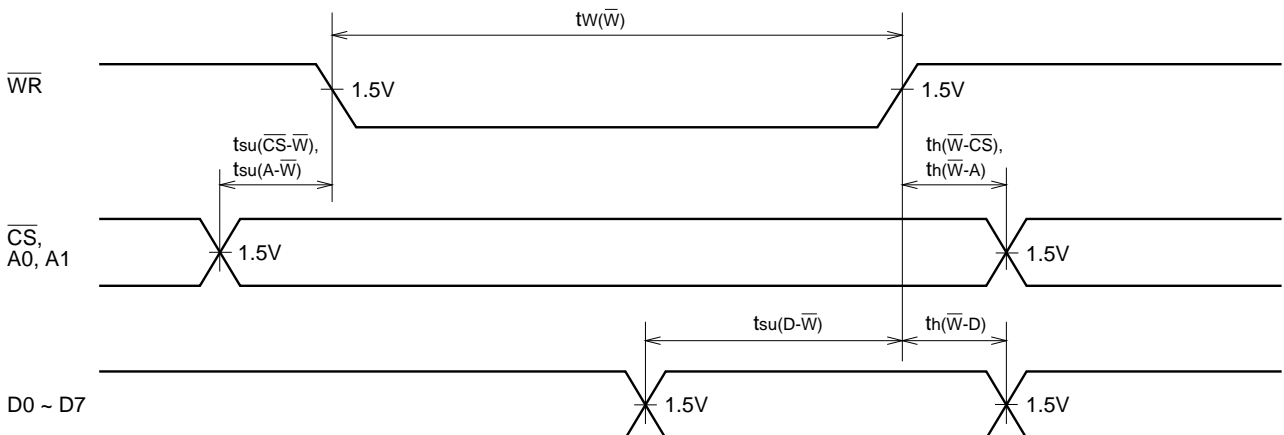 tW(W̅)
W̅R̅
1.5V
1.5V
tsu(C̅S̅-W̅),
tsu(A-W̅)
th(W̅-C̅S̅),
th(W̅-A)
C̅S̅,
A0, A1
1.5V
1.5V
tsu(D-W̅)
th(W̅-D)
D0 ~ D7
1.5V
1.5V